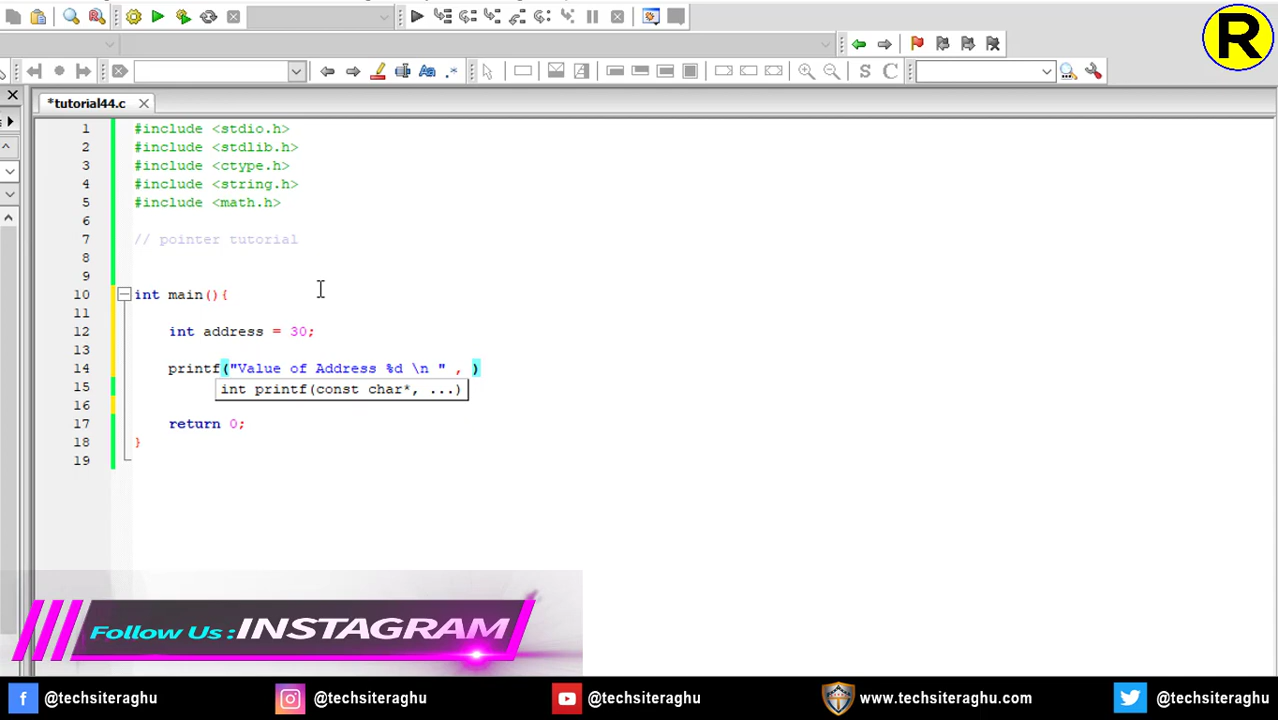 R
*tutorial44.c
1 #include <stdio.h>
2 #include <stdlib.h>
3 #include <ctype.h>
4 #include <string.h>
5 #include <math.h>
6
7 // pointer tutorial
8
9
10 int main(){
11
12 int address = 30;
13
14 printf("Value of Address %d \n " , )
15 int printf(const char*, ...)
16
17 return 0;
18 }
19
Follow Us : INSTAGRAM
@techsiteraghu @techsiteraghu @techsiteraghu www.techsiteraghu.com @techsiteraghu